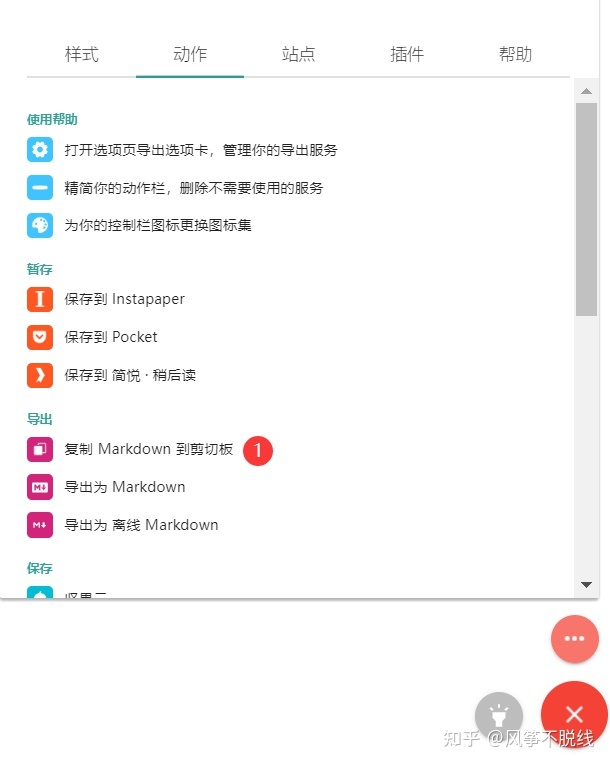 样式 动作 站点 插件 帮助
使用帮助
打开选项页导出选项卡，管理你的导出服务
精简你的动作栏，删除不需要使用的服务
为你的控制栏图标更换图标集
暂存
保存到 Instapaper
保存到 Pocket
保存到 简悦 · 稍后读
导出
复制 Markdown 到剪切板 1
导出为 Markdown
导出为 离线 Markdown
保存
知乎 @风筝不脱线